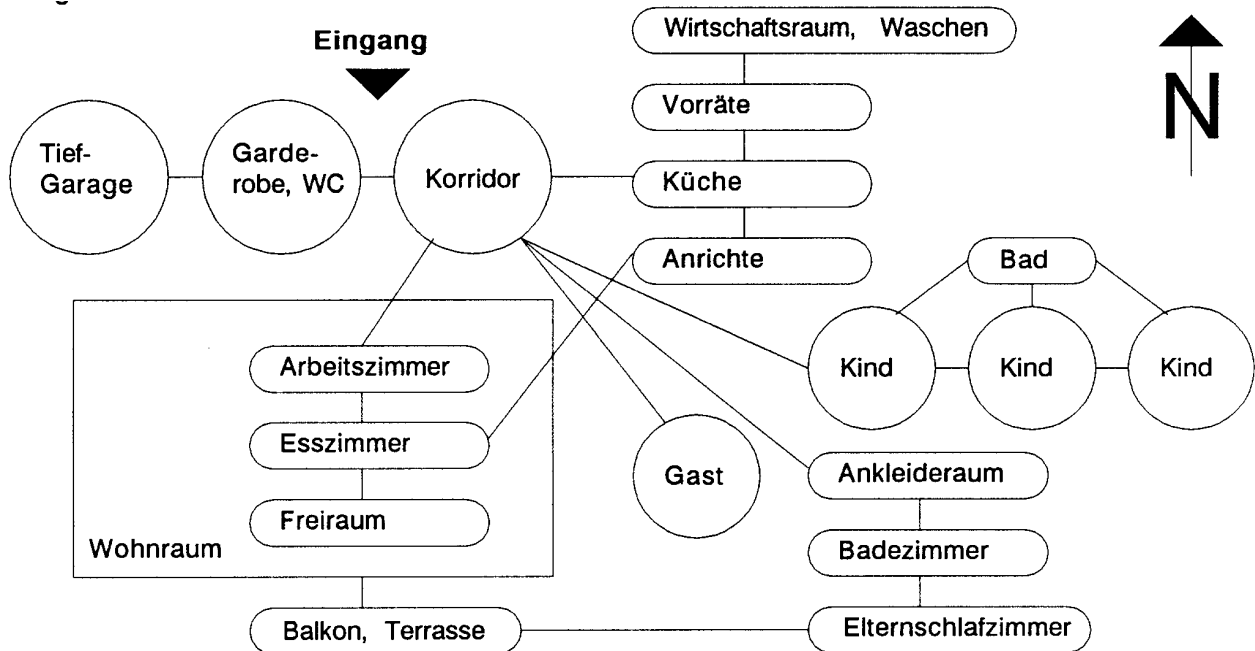 Eingang
Wirtschaftsraum, Waschen
N
Vorräte
Tief-
Garage
Garde-
robe, WC
Korridor
Küche
Anrichte
Bad
Arbeitszimmer
Kind
Kind
Kind
Esszimmer
Gast
Ankleideraum
Freiraum
Wohnraum
Badezimmer
Balkon, Terrasse
Elternschlafzimmer